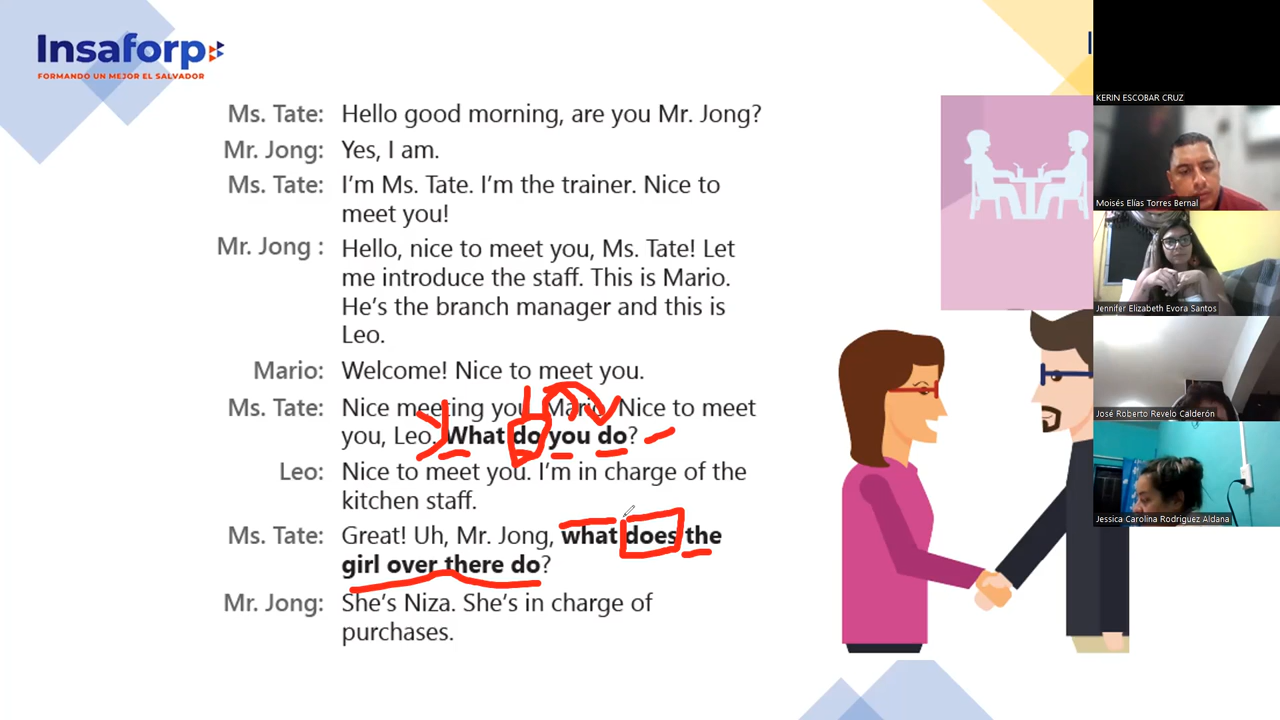 Insaforp
FORMANDO UN MEJOR EL SALVADOR
Ms. Tate: Hello good morning, are you Mr. Jong?
Mr. Jong: Yes, I am.
Ms. Tate: I'm Ms. Tate. I'm the trainer. Nice to
meet you!
Mr. Jong : Hello, nice to meet you, Ms. Tate! Let
me introduce the staff. This is Mario.
He's the branch manager and this is
Leo.
Mario: Welcome! Nice to meet you.
Ms. Tate: Nice meeting you, Mario. Nice to meet
you, Leo. What do you do?
Leo: Nice to meet you. I'm in charge of the
kitchen staff.
Ms. Tate: Great! Uh, Mr. Jong, what does the
girl over there do?
Mr. Jong: She's Niza. She's in charge of
purchases.
KERIN ESCOBAR CRUZ
Moisés Elías Torres Bernal
Jennifer Elizabeth Evora Santos
José Roberto Revelo Calderón
Jessica Carolina Rodriguez Aldana